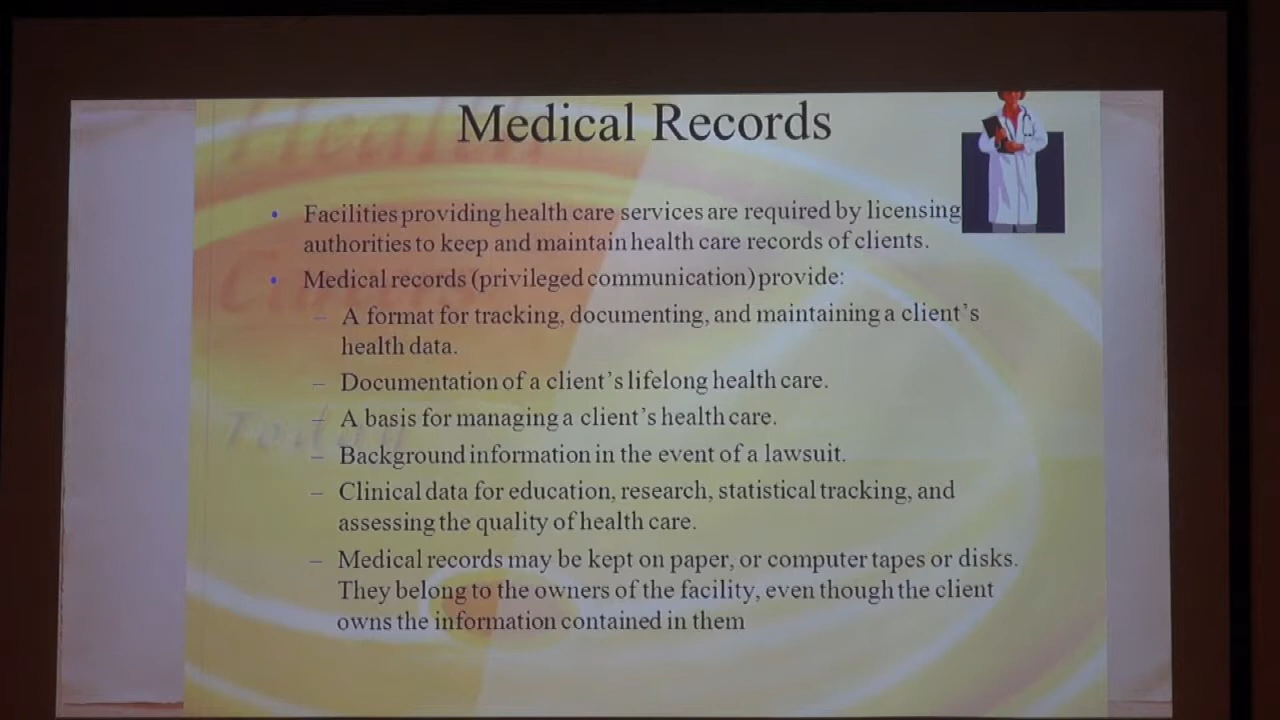 Medical Records
• Facilities providing health care services are required by licensing
authorities to keep and maintain health care records of clients.
• Medical records (privileged communication) provide:
– A format for tracking, documenting, and maintaining a client's
health data.
– Documentation of a client's lifelong health care.
– A basis for managing a client's health care.
– Background information in the event of a lawsuit.
– Clinical data for education, research, statistical tracking, and
assessing the quality of health care.
– Medical records may be kept on paper, or computer tapes or disks.
They belong to the owners of the facility, even though the client
owns the information contained in them
Health
Today